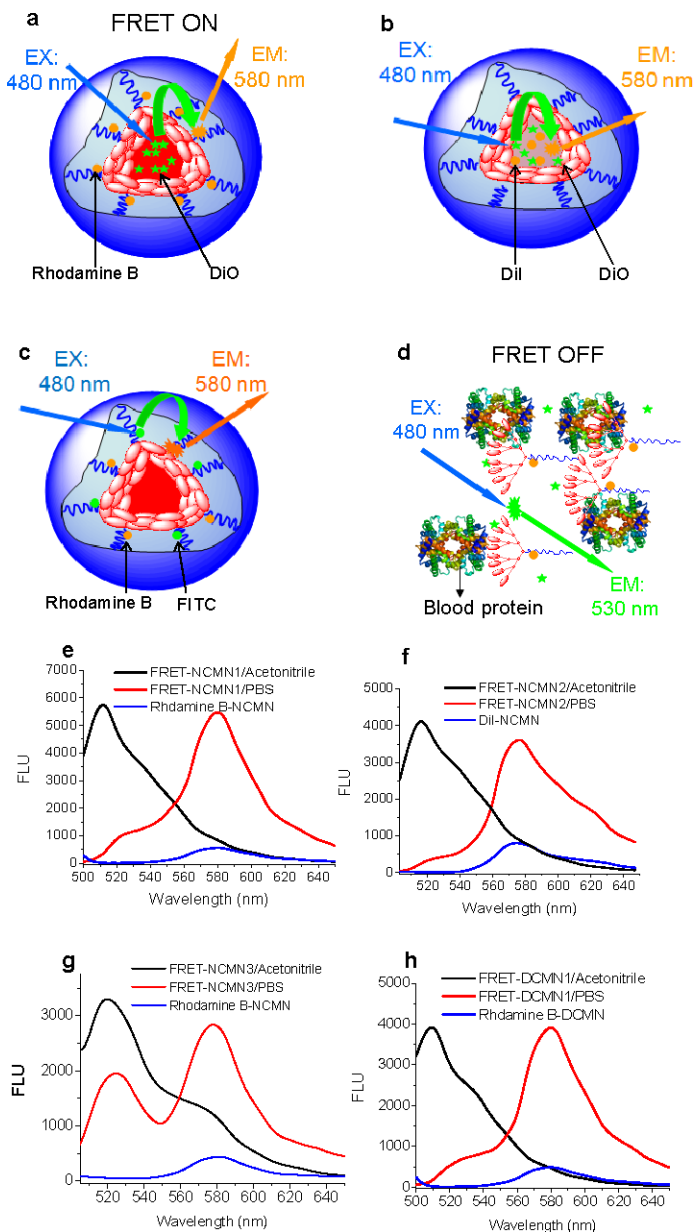 a
FRET ON
EX:
480 nm
EM:
580 nm
Rhodamine B
DiO
b
EX:
480 nm
EM:
580 nm
DiI
DiO
c
EX:
480 nm
EM:
580 nm
Rhodamine B
FITC
d
FRET OFF
EX:
480 nm
Blood protein
EM:
530 nm
e
FRET-NCMN1/Acetonitrile
FRET-NCMN1/PBS
Rhdamine B-NCMN
7000
6000
5000
4000
3000
2000
1000
0
FLU
500 520 540 560 580 600 620 640
Wavelength (nm)
f
FRET-NCMN2/Acetonitrile
FRET-NCMN2/PBS
DiI-NCMN
5000
4000
3000
2000
1000
0
FLU
520 540 560 580 600 620 640
Wavelength (nm)
g
FRET-NCMN3/Acetonitrile
FRET-NCMN3/PBS
Rhodamine B-NCMN
3000
2000
1000
0
FLU
520 540 560 580 600 620 640
Wavelength (nm)
h
FRET-DCMN1/Acetonitrile
FRET-DCMN1/PBS
Rhdamine B-DCMN
5000
4000
3000
2000
1000
0
FLU
500 520 540 560 580 600 620 640
Wavelength (nm)